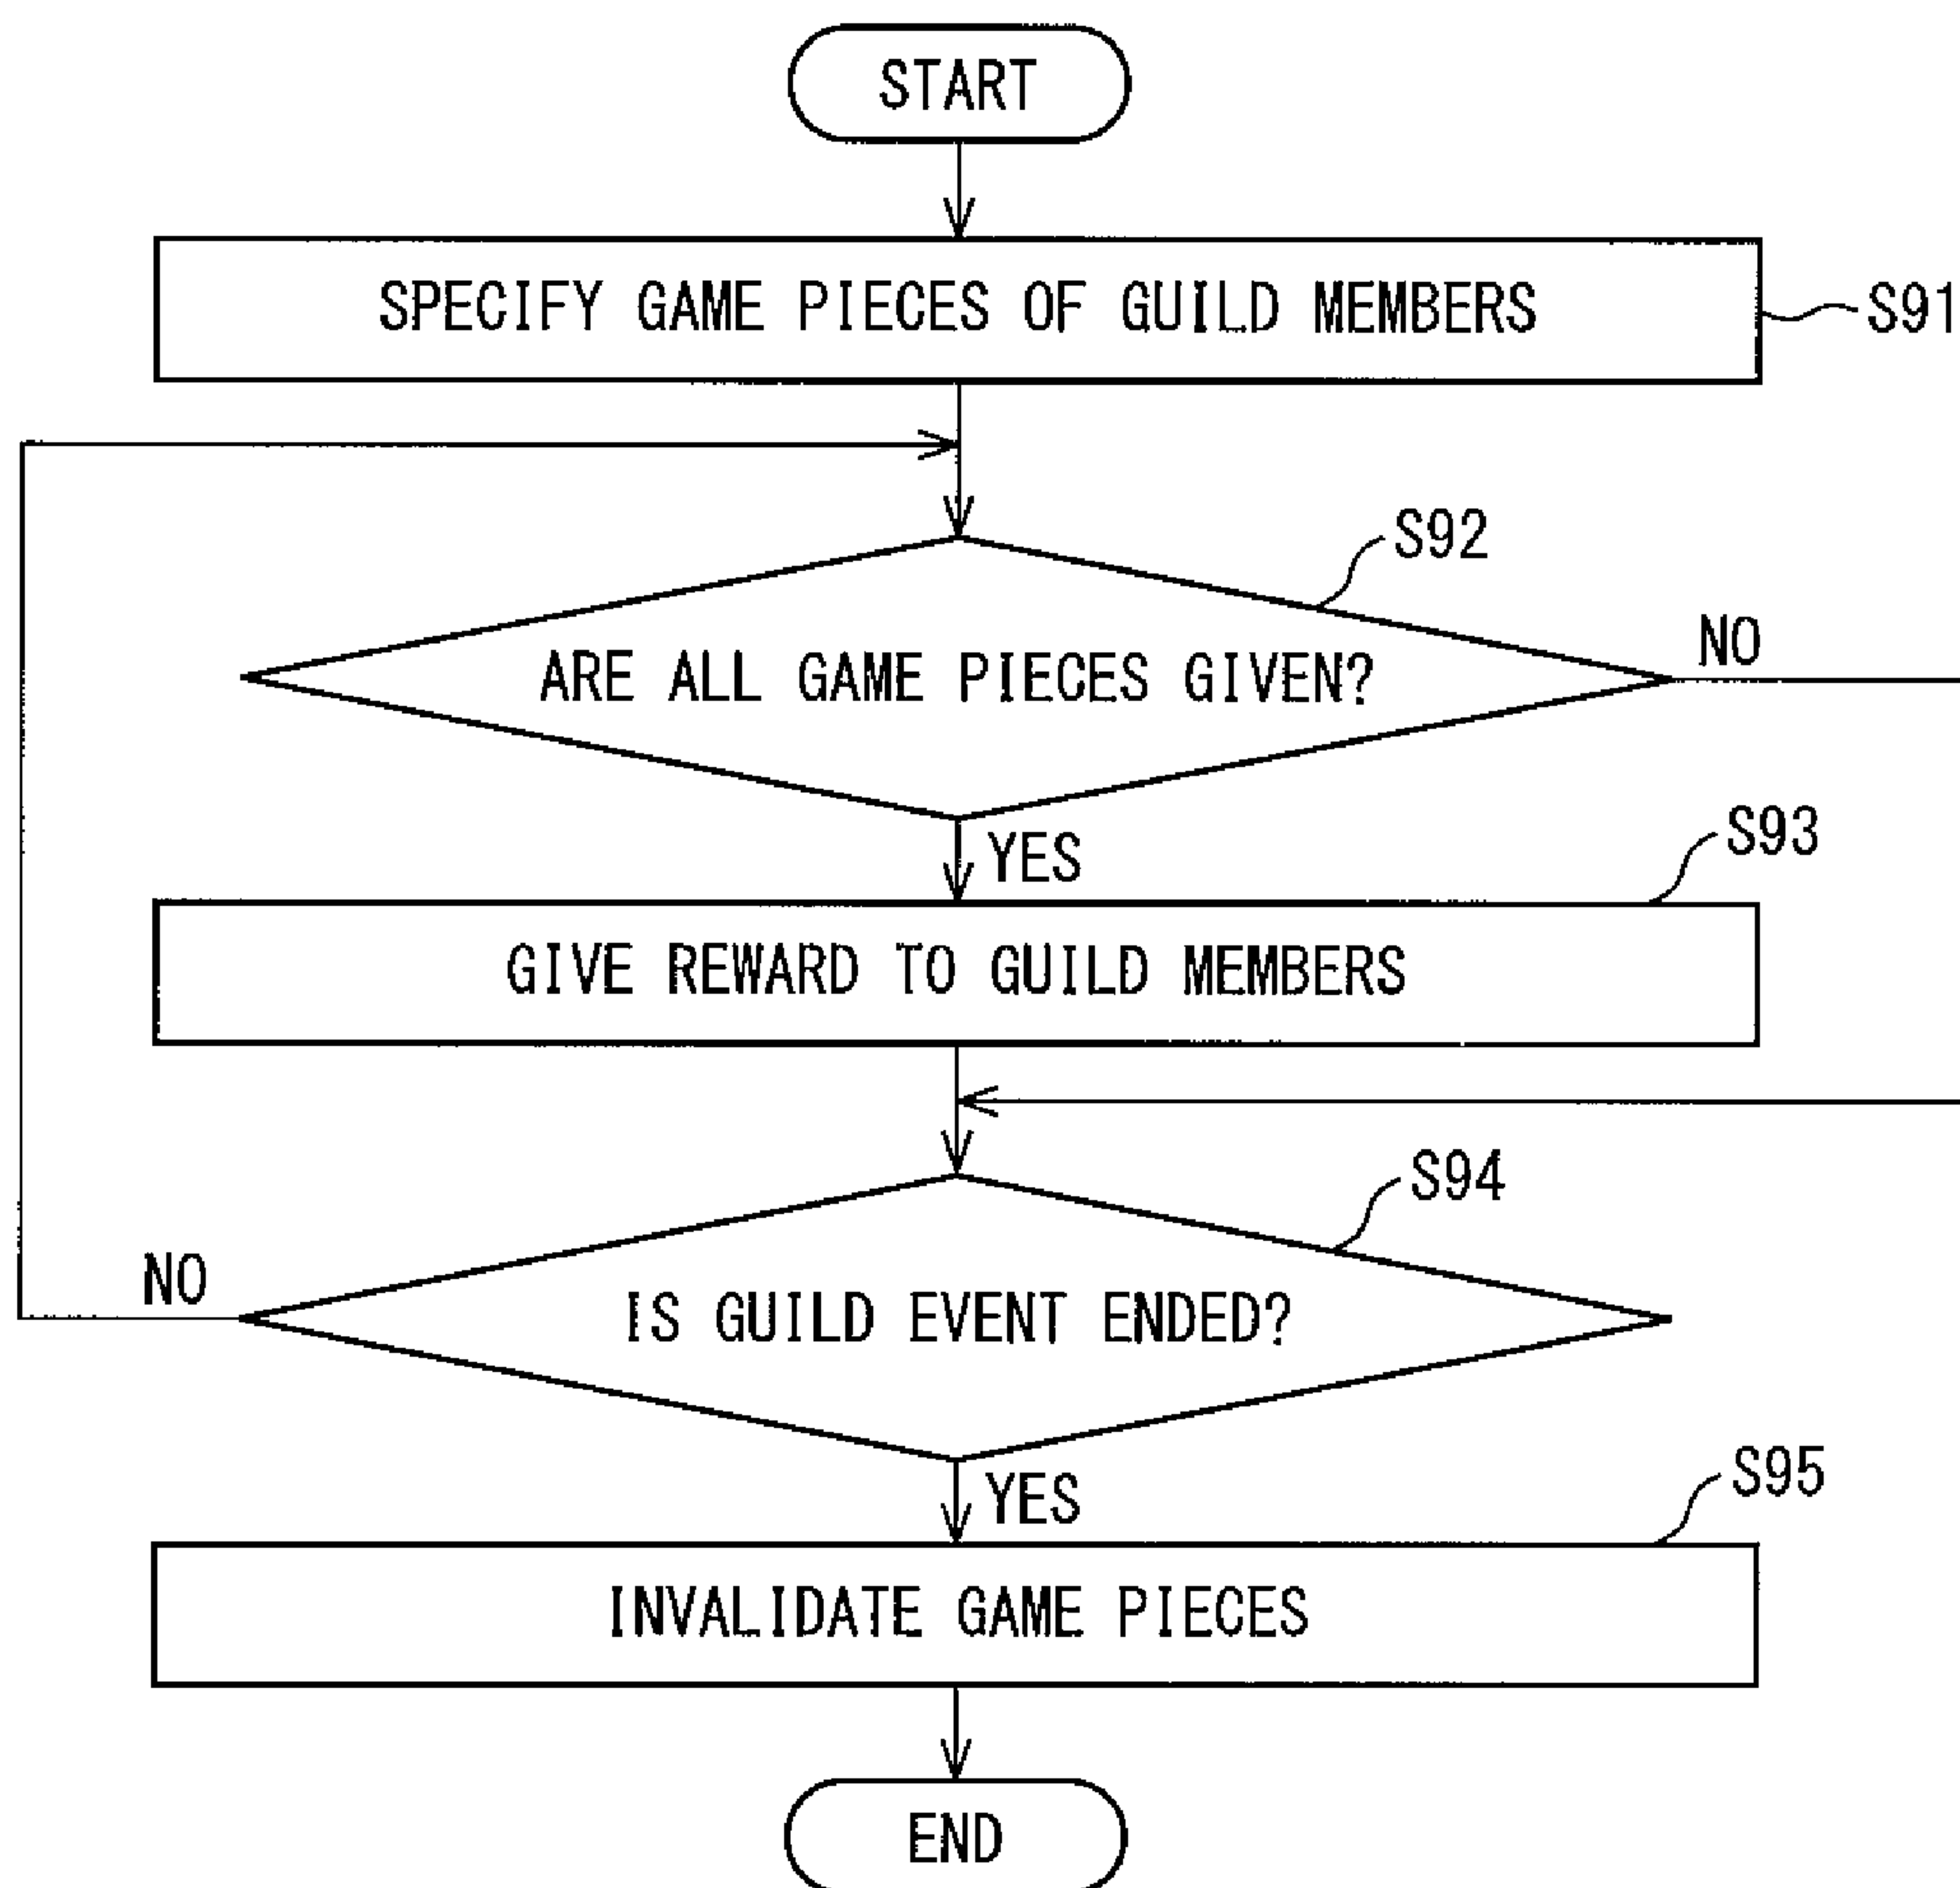 START
SPECIFY GAME PIECES OF GUILD MEMBERS
S91
S92
ARE ALL GAME PIECES GIVEN?
NO
YES
S93
GIVE REWARD TO GUILD MEMBERS
S94
IS GUILD EVENT ENDED?
NO
YES
S95
INVALIDATE GAME PIECES
END